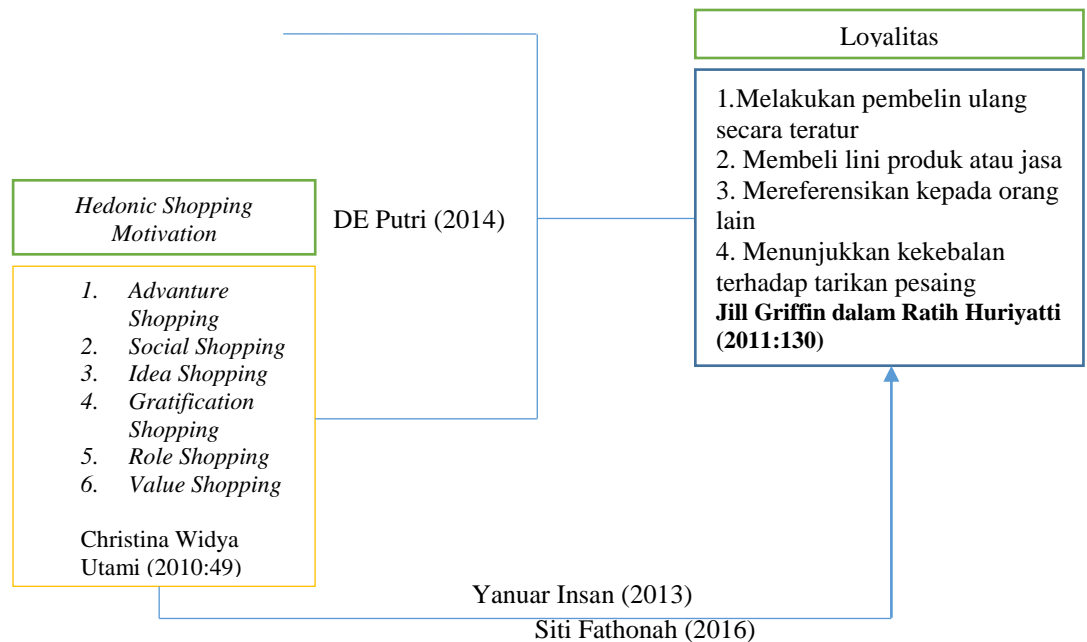 Loyalitas
1.Melakukan pembelin ulang
secara teratur
2. Membeli lini produk atau jasa
3. Mereferensikan kepada orang
lain
4. Menunjukkan kekebalan
terhadap tarikan pesaing
Jill Griffin dalam Ratih Huriyatti
(2011:130)
Hedonic Shopping
Motivation
DE Putri (2014)
1. Advanture
Shopping
2. Social Shopping
3. Idea Shopping
4. Gratification
Shopping
5. Role Shopping
6. Value Shopping
Christina Widya
Utami (2010:49)
Yanuar Insan (2013)
Siti Fathonah (2016)